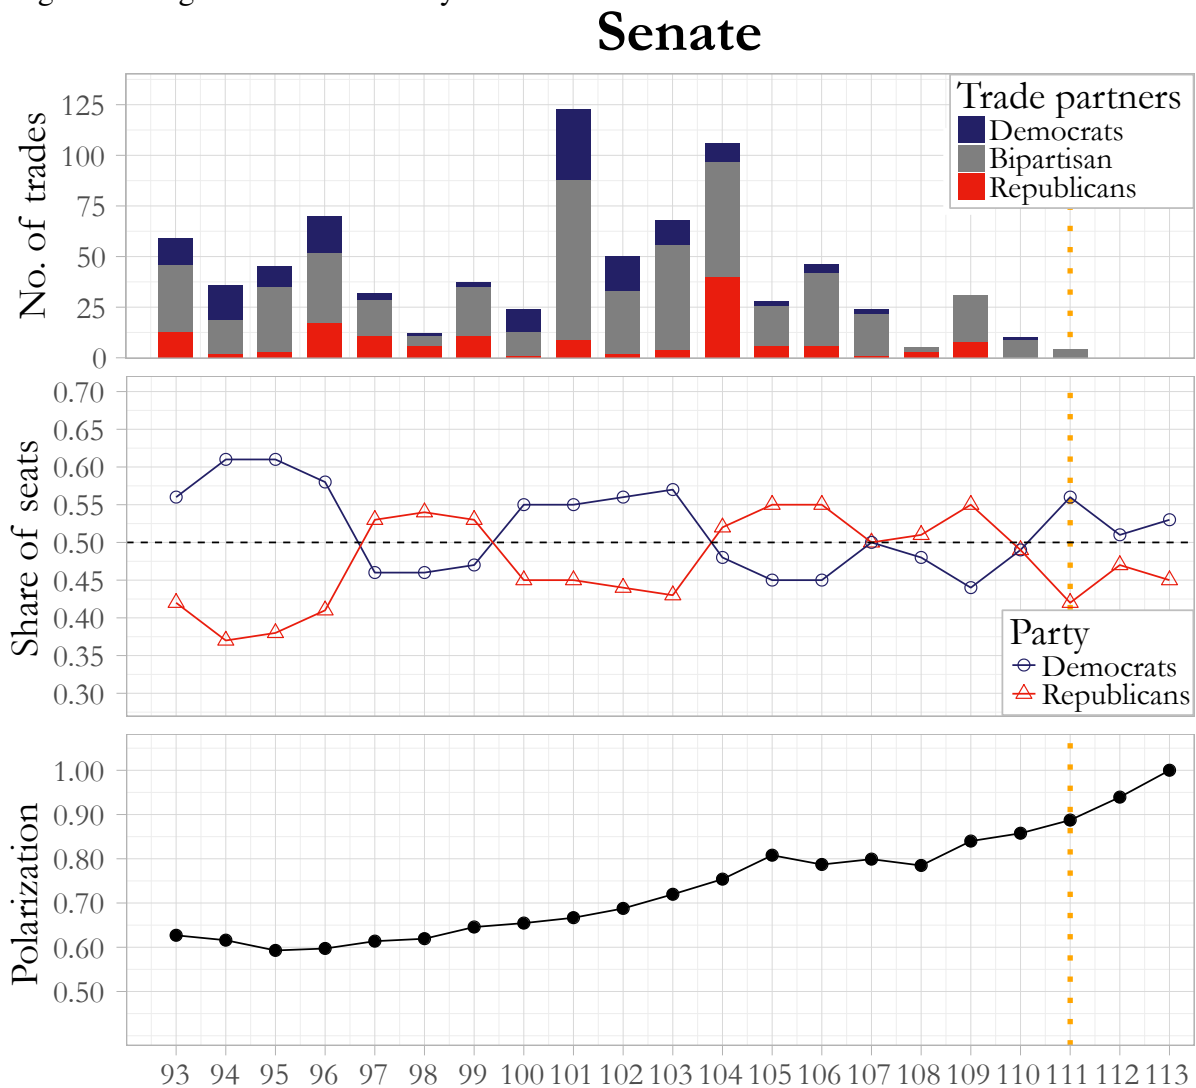 Senate
No. of trades
125
100
75
50
25
0
Trade partners
Democrats
Bipartisan
Republicans
Share of seats
0.70
0.65
0.60
0.55
0.50
0.45
0.40
0.35
0.30
Party
Democrats
Republicans
Polarization
1.00
0.90
0.80
0.70
0.60
0.50
93 94 95 96 97 98 99 100 101 102 103 104 105 106 107 108 109 110 111 112 113